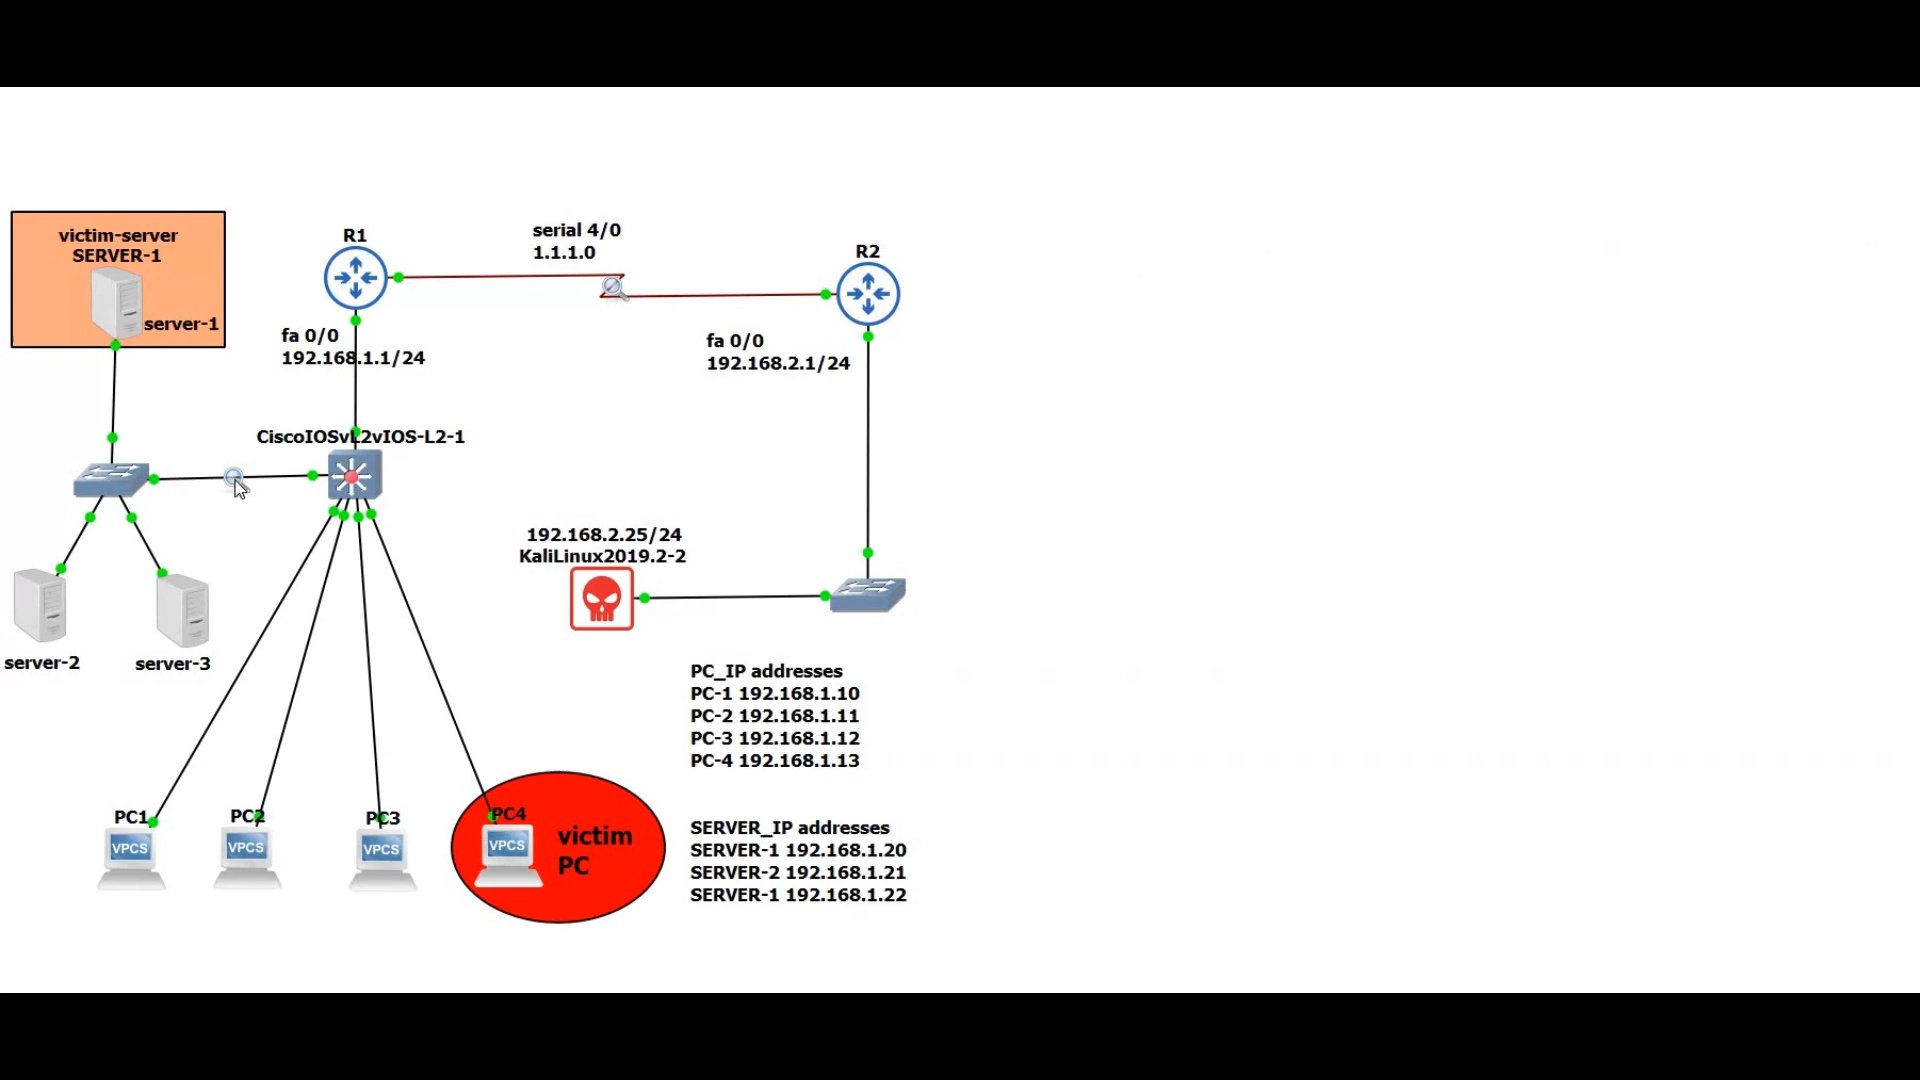 victim-server
SERVER-1
server-1
R1
serial 4/0
1.1.1.0
R2
fa 0/0
192.168.1.1/24
fa 0/0
192.168.2.1/24
CiscoIOSvL2vIOS-L2-1
192.168.2.25/24
KaliLinux2019.2-2
server-2
server-3
PC_IP addresses
PC-1 192.168.1.10
PC-2 192.168.1.11
PC-3 192.168.1.12
PC-4 192.168.1.13
PC1
VPCS
PC2
VPCS
PC3
VPCS
PC4
VPCS
victim
PC
SERVER_IP addresses
SERVER-1 192.168.1.20
SERVER-2 192.168.1.21
SERVER-1 192.168.1.22